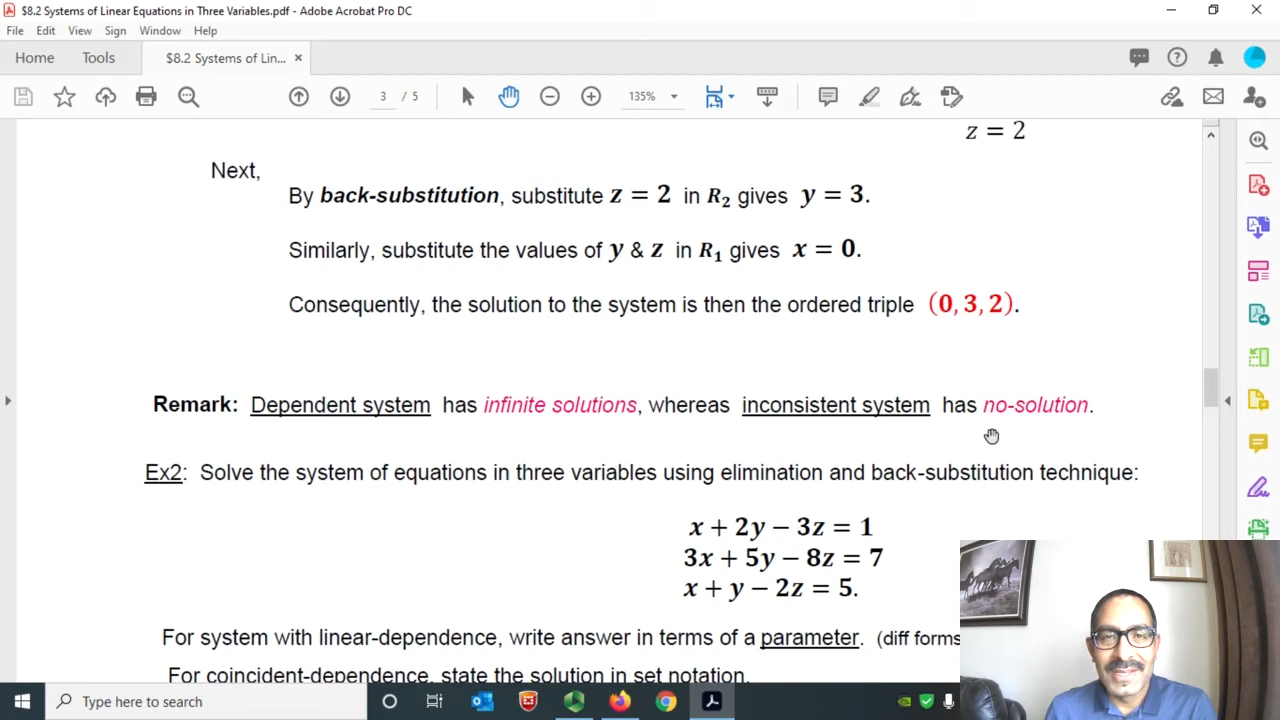 $8.2 Systems of Linear Equations in Three Variables.pdf - Adobe Acrobat Pro DC
File Edit View Sign Window Help
Home Tools $8.2 Systems of Lin... ×
3 / 5 135%
z = 2
Next,
By back-substitution, substitute z = 2 in R₂ gives y = 3.
Similarly, substitute the values of y & z in R₁ gives x = 0.
Consequently, the solution to the system is then the ordered triple (0, 3, 2).
Remark: Dependent system has infinite solutions, whereas inconsistent system has no-solution.
Ex2: Solve the system of equations in three variables using elimination and back-substitution technique:
x + 2y − 3z = 1
3x + 5y − 8z = 7
x + y − 2z = 5.
For system with linear-dependence, write answer in terms of a parameter. (diff forms
For coincident-dependence, state the solution in set notation.
Type here to search